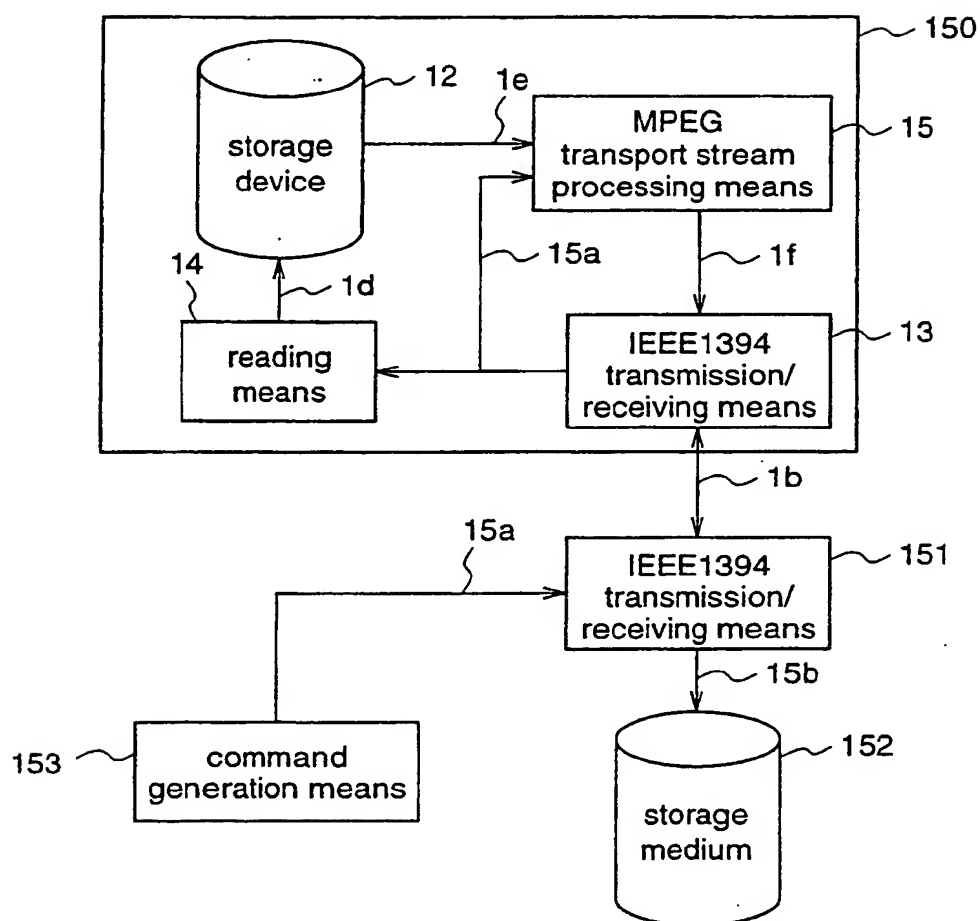 150
12
1e
storage
device
MPEG
transport stream
processing means
15
14
1d
15a
1f
reading
means
IEEE1394
transmission/
receiving means
13
1b
15a
IEEE1394
transmission/
receiving means
151
15b
153
command
generation means
152
storage
medium